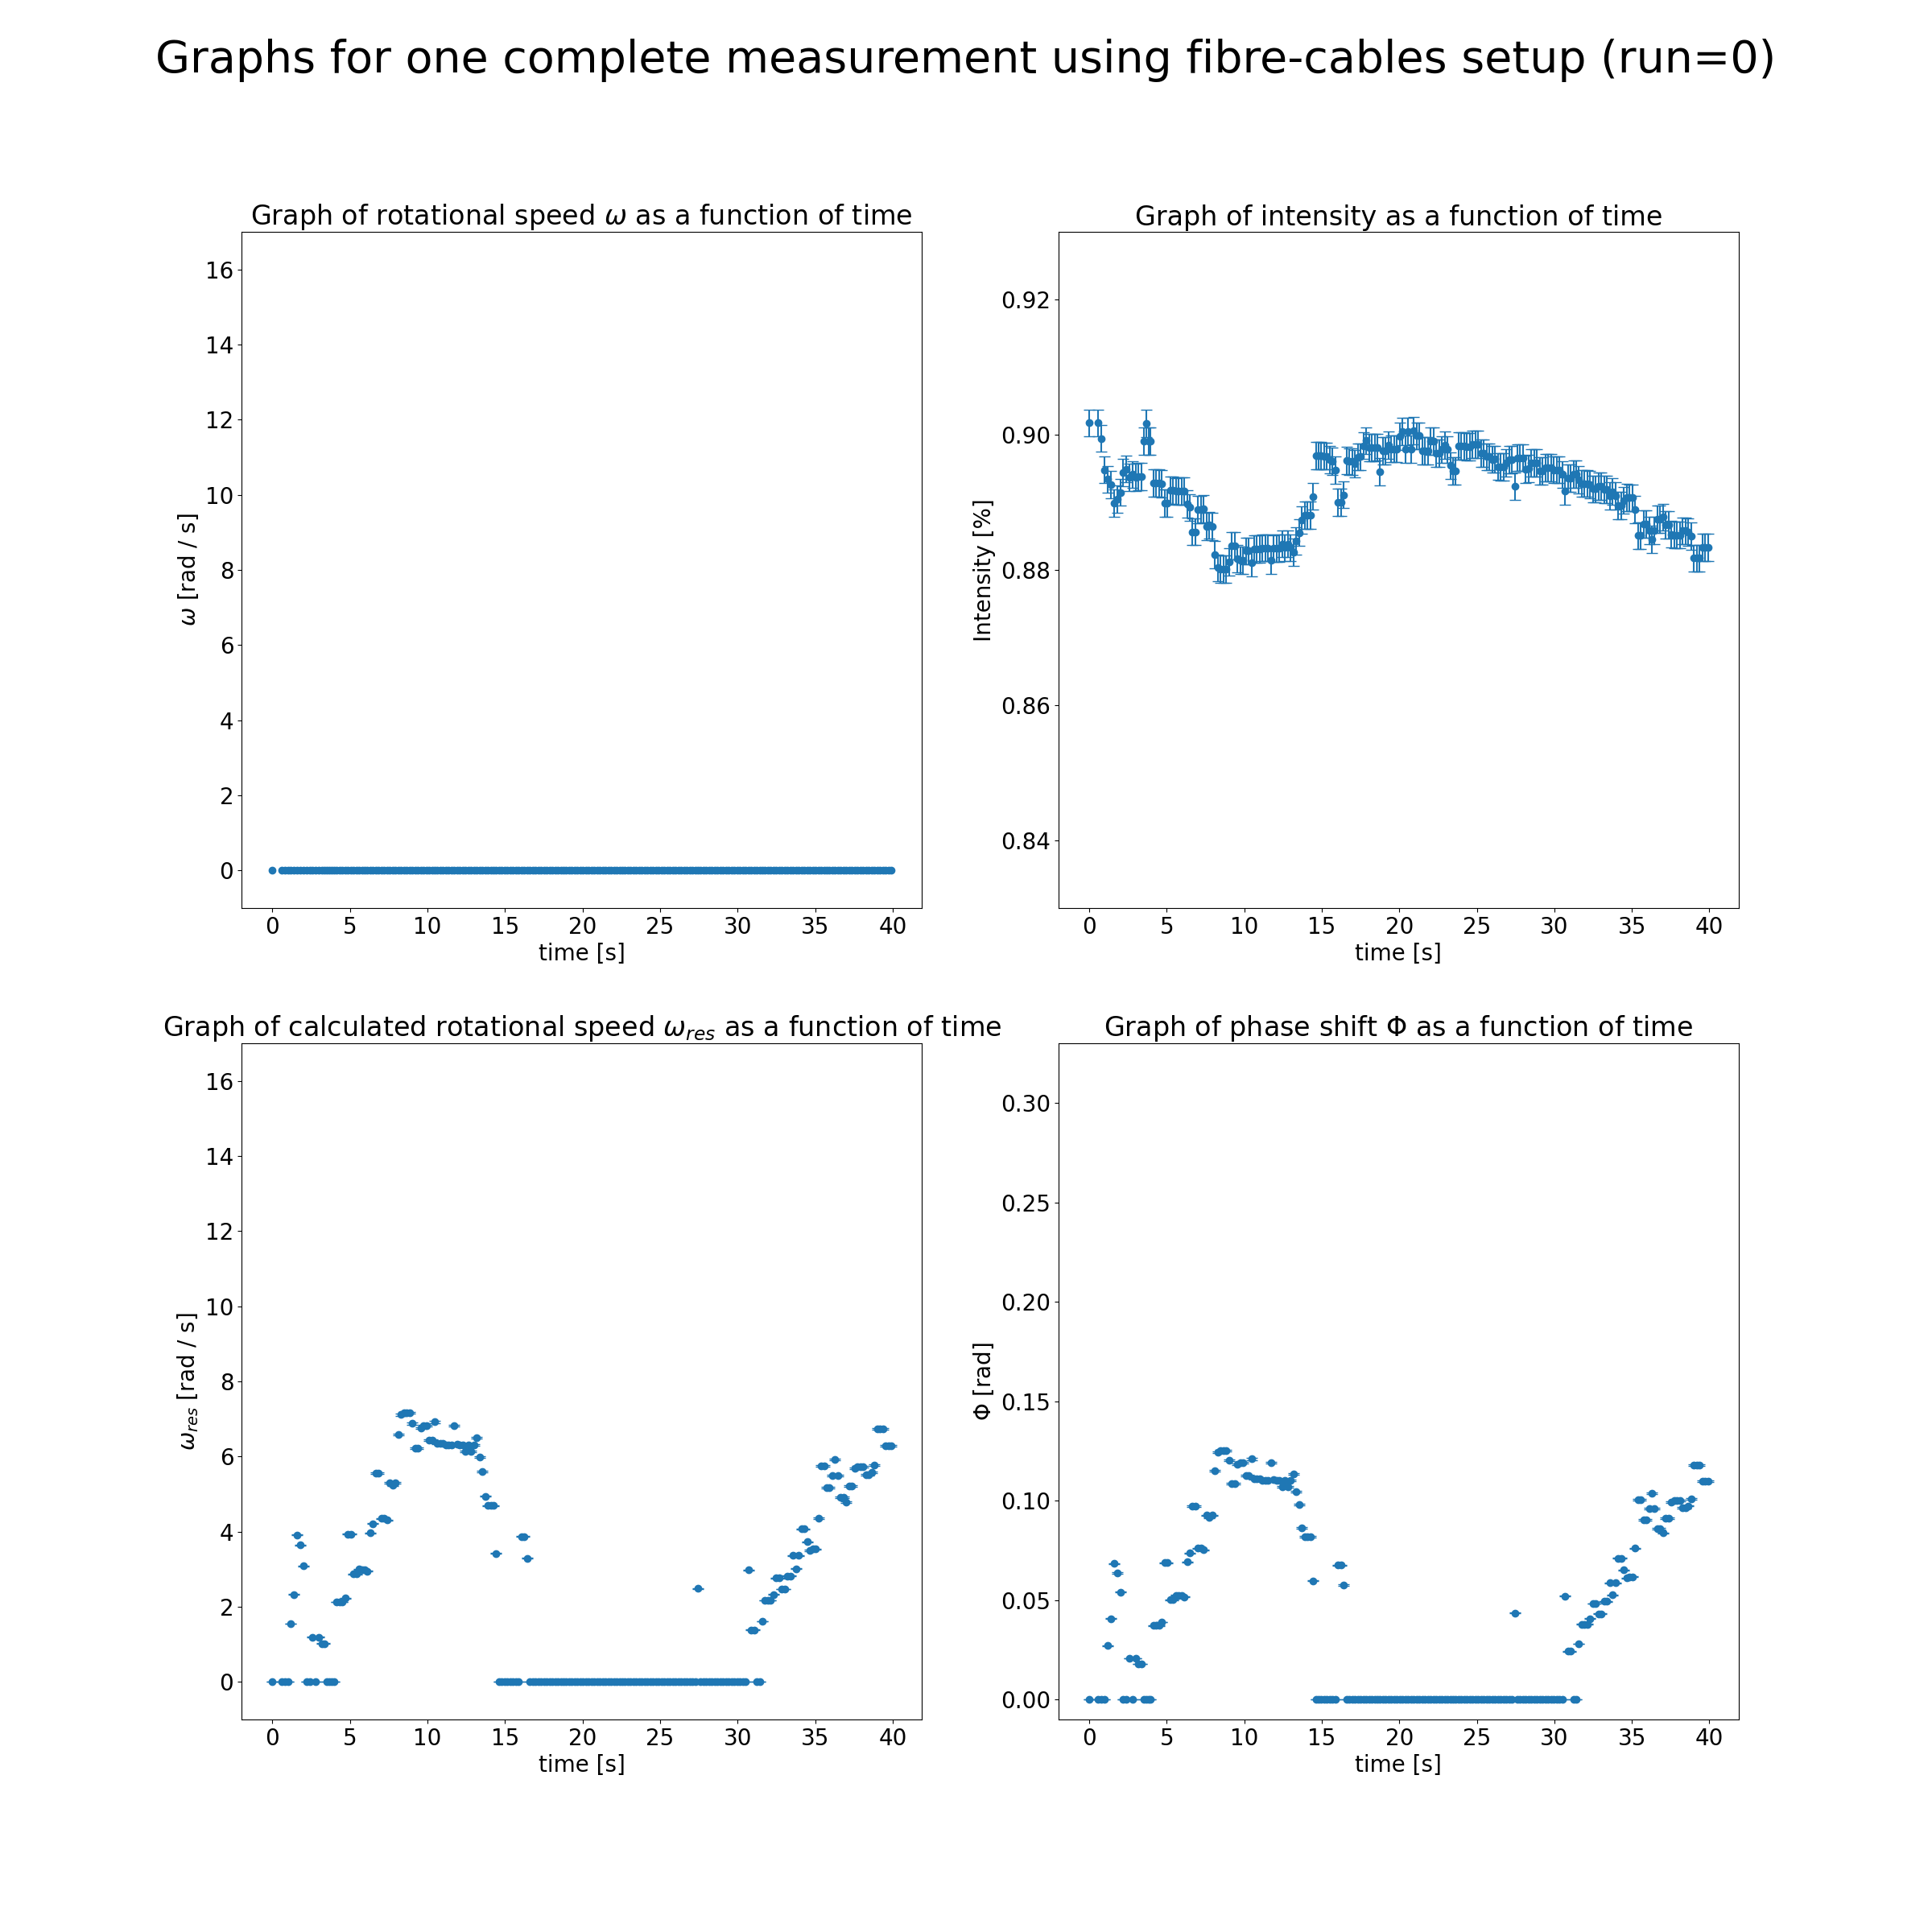 Graphs for one complete measurement using fibre-cables setup (run=0)
Graph of rotational speed ω as a function of time
16
14
12
10
8
6
4
2
0
ω [rad / s]
0 5 10 15 20 25 30 35 40
time [s]
Graph of intensity as a function of time
0.92
0.90
0.88
0.86
0.84
Intensity [%]
0 5 10 15 20 25 30 35 40
time [s]
Graph of calculated rotational speed ω_res as a function of time
16
14
12
10
8
6
4
2
0
ω_res [rad / s]
0 5 10 15 20 25 30 35 40
time [s]
Graph of phase shift Φ as a function of time
0.30
0.25
0.20
0.15
0.10
0.05
0.00
Φ [rad]
0 5 10 15 20 25 30 35 40
time [s]